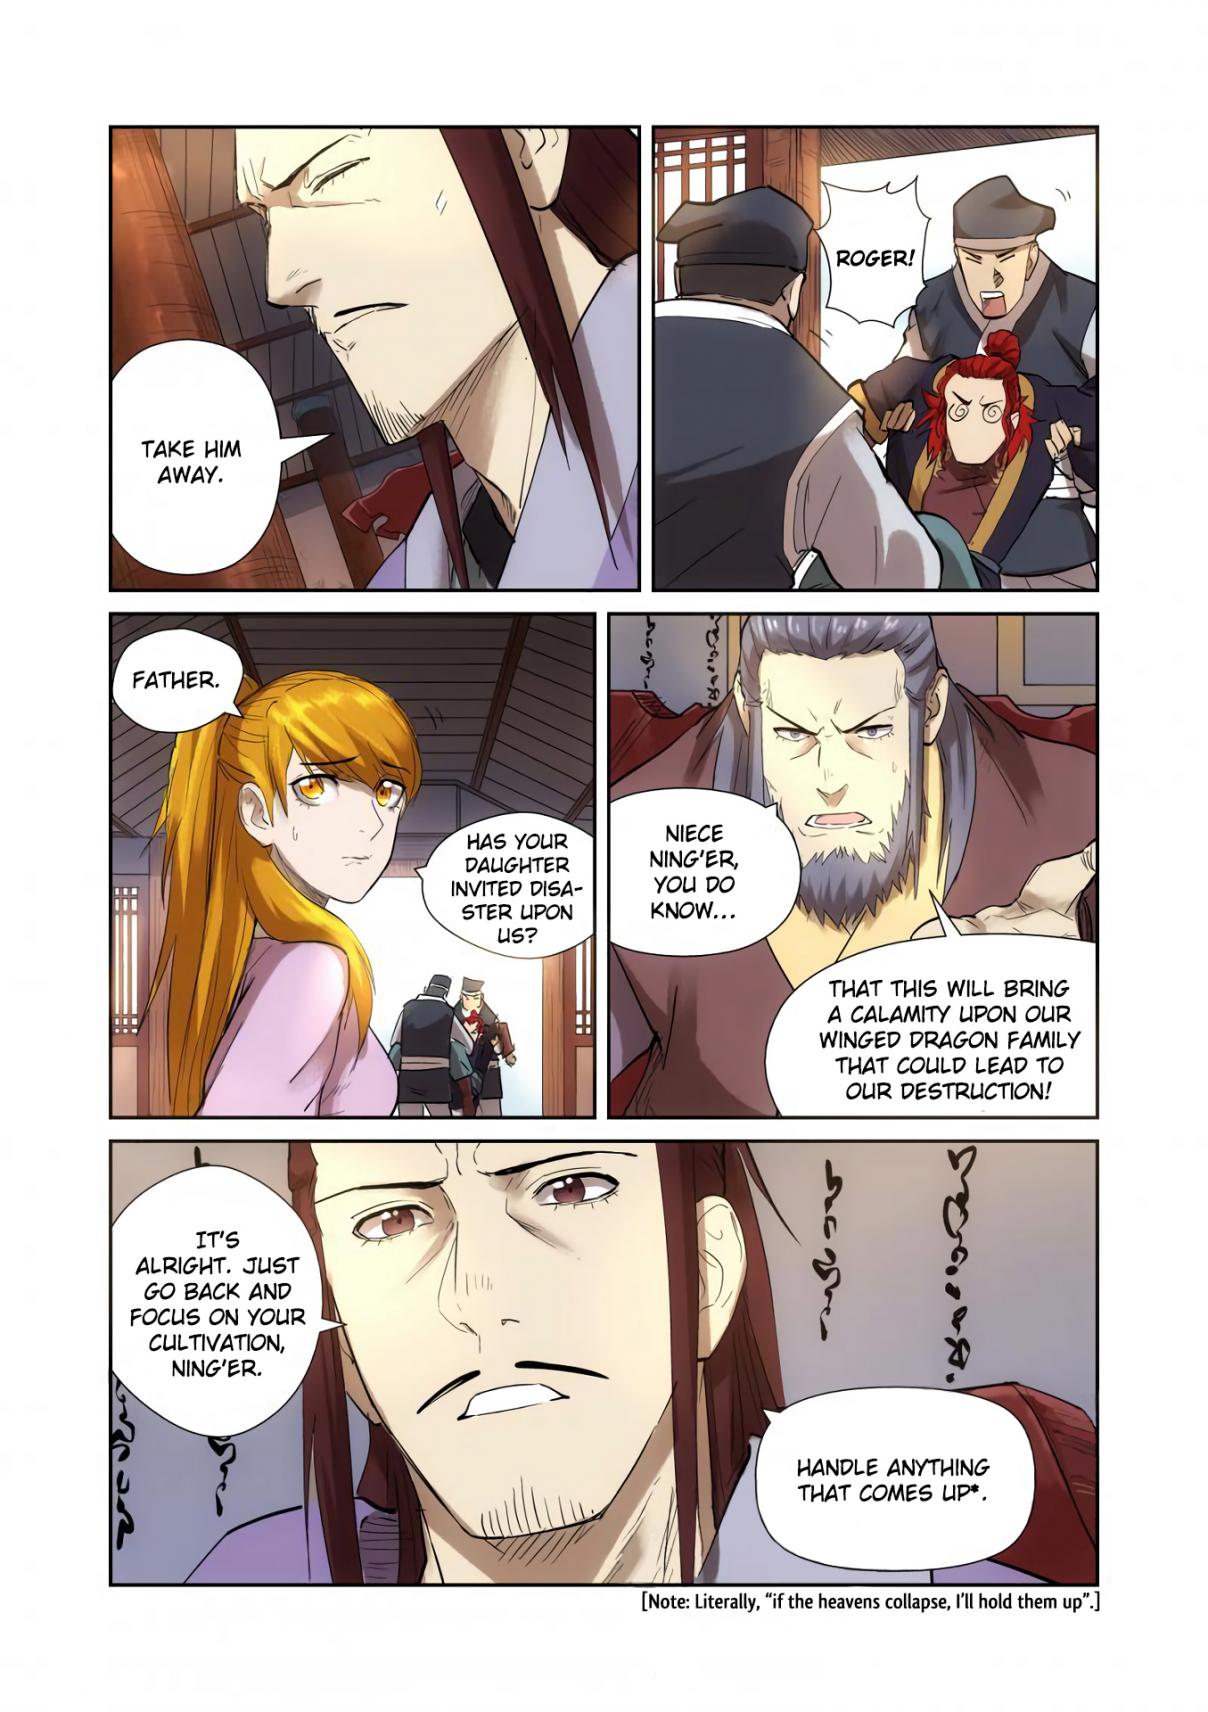 TAKE HIM
AWAY.
ROGER!
FATHER.
HAS YOUR
DAUGHTER
INVITED DISA-
STER UPON
US?
NIECE
NING'ER,
YOU DO
KNOW...
THAT THIS WILL BRING
A CALAMITY UPON OUR
WINGED DRAGON FAMILY
THAT COULD LEAD TO
OUR DESTRUCTION!
IT'S
ALRIGHT. JUST
GO BACK AND
FOCUS ON YOUR
CULTIVATION,
NING'ER.
HANDLE ANYTHING
THAT COMES UP*.
[Note: Literally, "if the heavens collapse, I'll hold them up".]